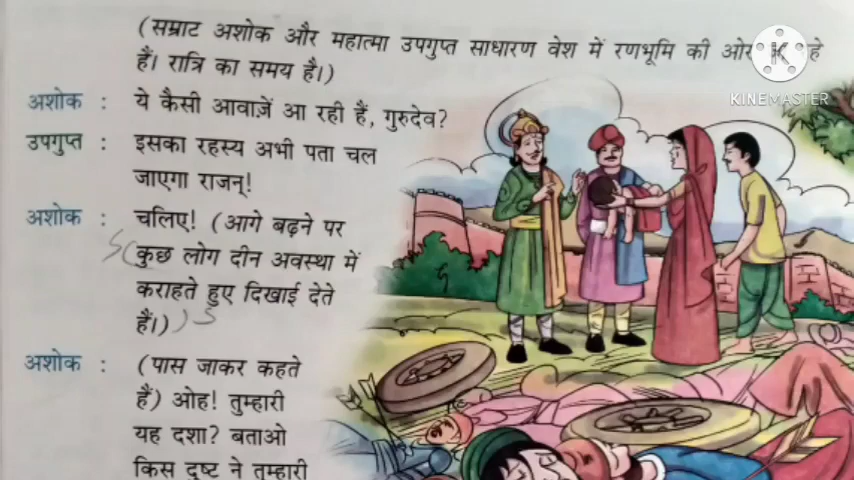 (सम्राट अशोक और महात्मा उपगुप्त साधारण वेश में रणभूमि की ओर हे
हैं। रात्रि का समय है।)
K
KINEMASTER
अशोक : ये कैसी आवाज़ें आ रही हैं, गुरुदेव?
उपगुप्त : इसका रहस्य अभी पता चल
जाएगा राजन्!
अशोक : चलिए! (आगे बढ़ने पर
कुछ लोग दीन अवस्था में
कराहते हुए दिखाई देते
हैं।)
अशोक : (पास जाकर कहते
हैं) ओह! तुम्हारी
यह दशा? बताओ
किस दुष्ट ने तुम्हारी